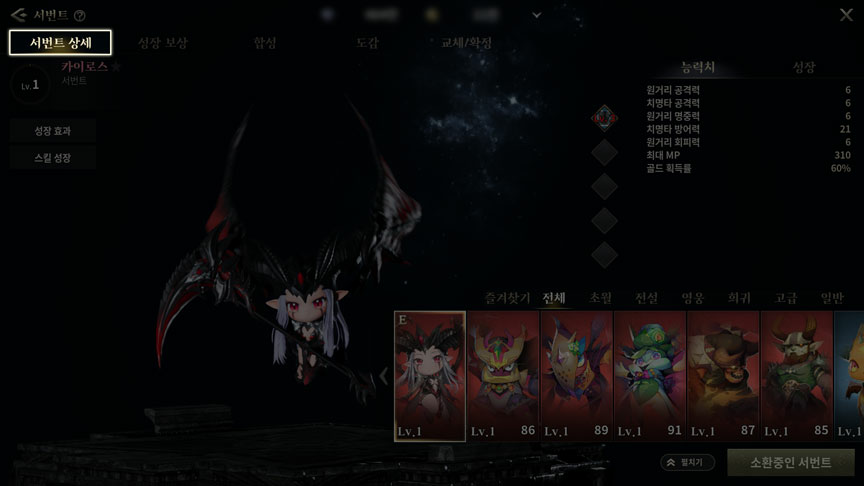 서번트 ?
서번트 상세 성장 보상 합성 도감 교체/확정
Lv.1 카이로스
서번트
성장 효과
스킬 성장
능력치 성장
원거리 공격력 6
치명타 공격력 6
원거리 명중력 6
치명타 방어력 21
원거리 회피력 6
최대 MP 310
골드 획득률 60%
즐겨찾기 전체 초월 전설 영웅 희귀 고급 일반
E
Lv.1 86 Lv.1 89 Lv.1 91 Lv.1 87 Lv.1 85 Lv.1
펼치기 소환중인 서번트